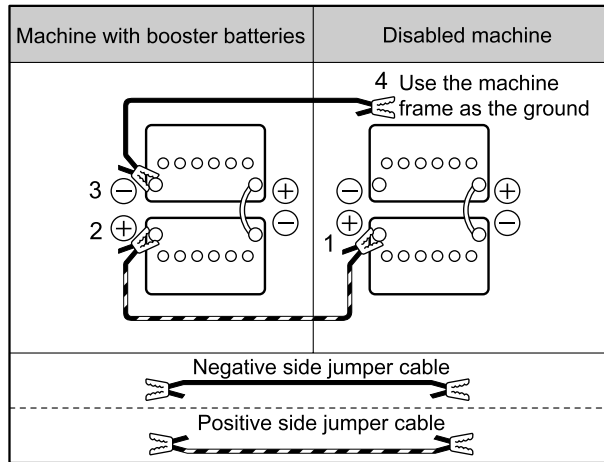 Machine with booster batteries
Disabled machine
4 Use the machine
frame as the ground
3 ⊖ ⊕ ⊖ ⊕
2 ⊕ ⊖ ⊕ ⊖
1
Negative side jumper cable
Positive side jumper cable